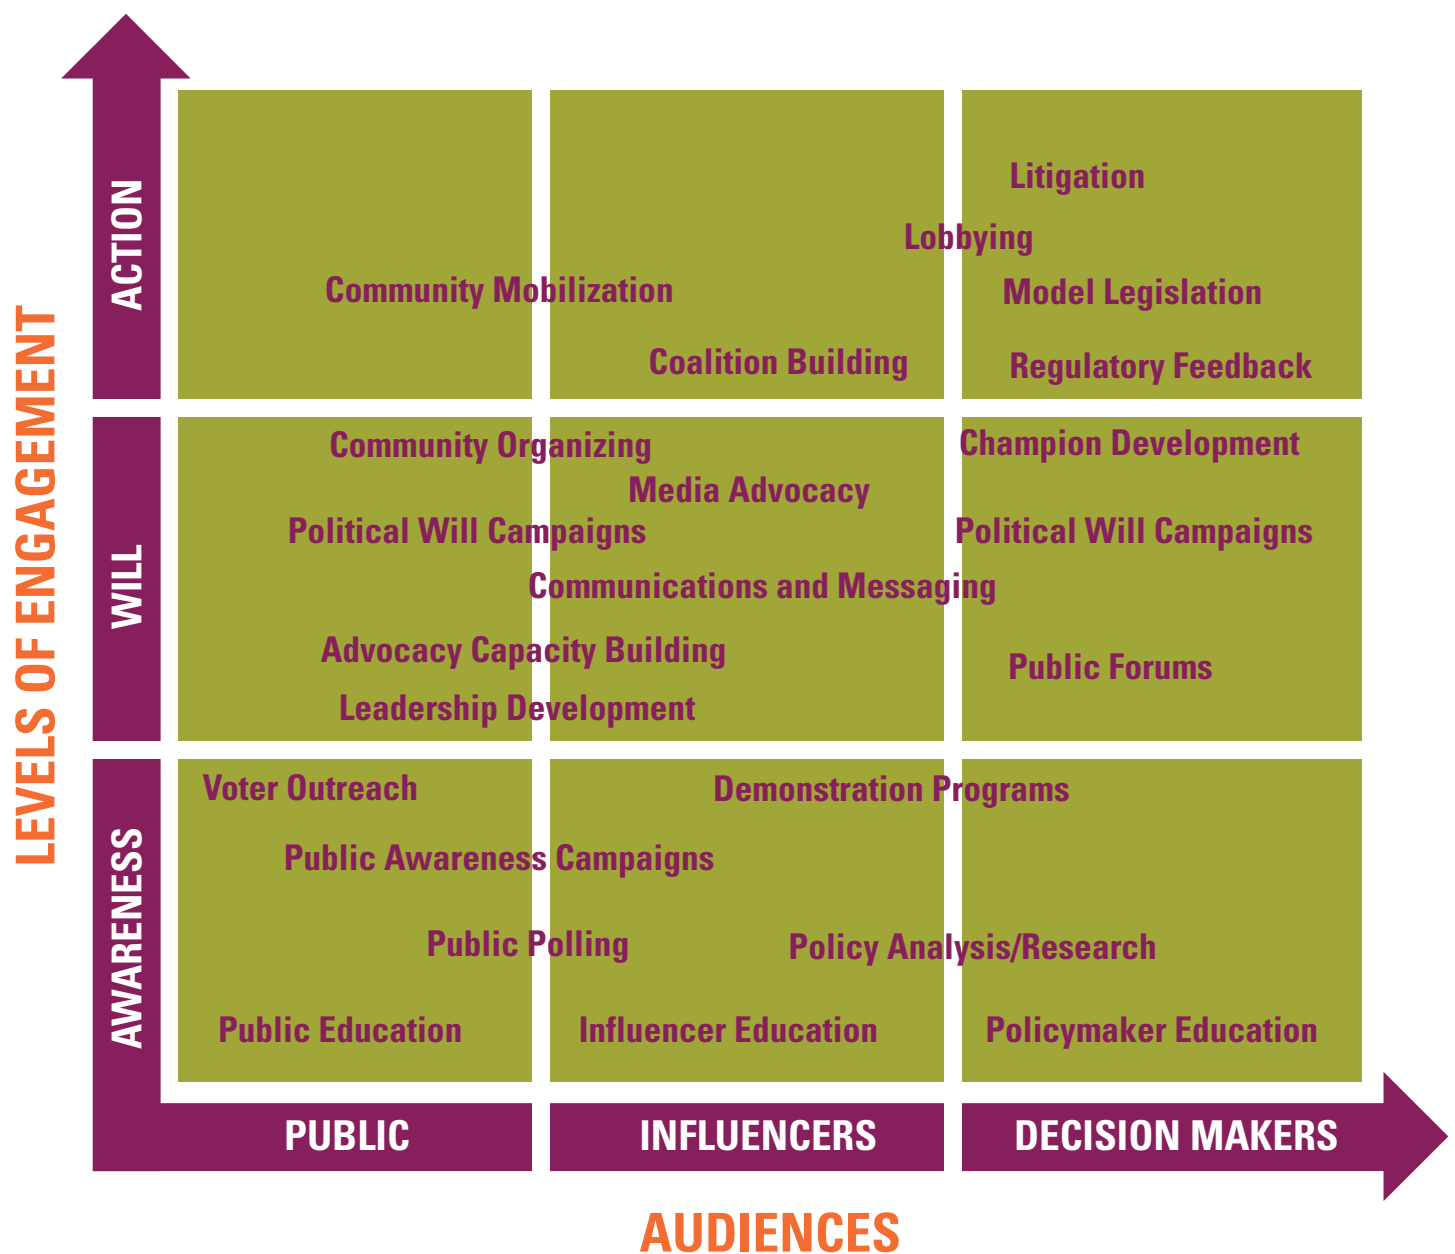 LEVELS OF ENGAGEMENT
ACTION
Litigation
Lobbying
Community Mobilization
Model Legislation
Coalition Building
Regulatory Feedback
WILL
Community Organizing
Champion Development
Media Advocacy
Political Will Campaigns
Political Will Campaigns
Communications and Messaging
Advocacy Capacity Building
Public Forums
Leadership Development
AWARENESS
Voter Outreach
Demonstration Programs
Public Awareness Campaigns
Public Polling
Policy Analysis/Research
Public Education
Influencer Education
Policymaker Education
PUBLIC
INFLUENCERS
DECISION MAKERS
AUDIENCES